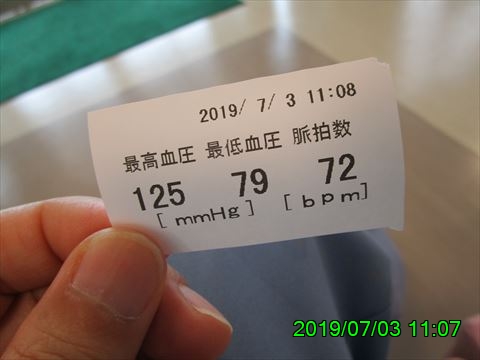 2019/ 7/ 3 11:08
最高血圧 最低血圧 脈拍数
125 79 72
[ mmHg ] [ bpm]
2019/07/03 11:07